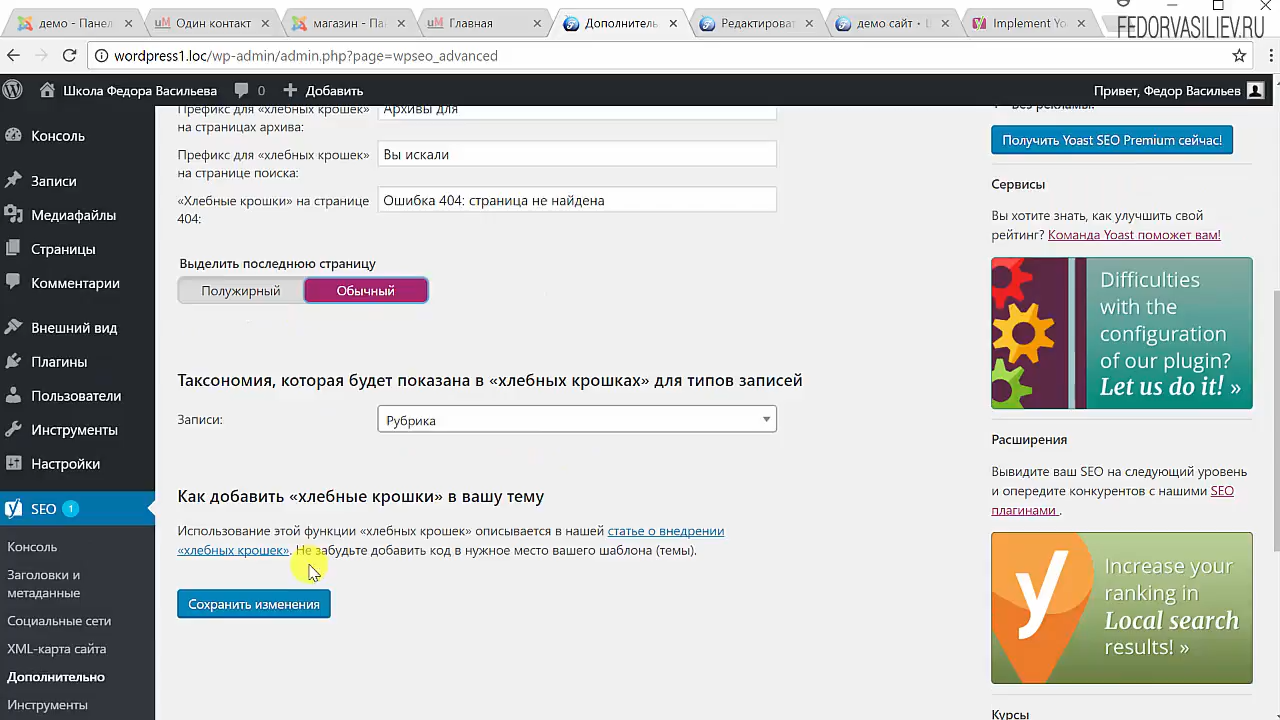 демо - Панел
Один контакт
магазин - Па
Главная
Дополнитель
Редактироват
демо сайт - D
Implement Yo
FEDORVASILIEV.RU
wordpress1.loc/wp-admin/admin.php?page=wpseo_advanced
Школа Федора Васильева
0
Добавить
Привет, Федор Васильев
Консоль
Записи
Медиафайлы
Страницы
Комментарии
Внешний вид
Плагины
Пользователи
Инструменты
Настройки
SEO 1
Консоль
Заголовки и
метаданные
Социальные сети
XML-карта сайта
Дополнительно
Инструменты
Префикс для «хлебных крошек»
на страницах архива:
Архивы для
Префикс для «хлебных крошек»
на странице поиска:
Вы искали
«Хлебные крошки» на странице
404:
Ошибка 404: страница не найдена
Выделить последнюю страницу
Полужирный
Обычный
Таксономия, которая будет показана в «хлебных крошках» для типов записей
Записи:
Рубрика
Как добавить «хлебные крошки» в вашу тему
Использование этой функции «хлебных крошек» описывается в нашей статье о внедрении
«хлебных крошек». Не забудьте добавить код в нужное место вашего шаблона (темы).
Сохранить изменения
Без рекламы!
Получить Yoast SEO Premium сейчас!
Сервисы
Вы хотите знать, как улучшить свой
рейтинг? Команда Yoast поможет вам!
Difficulties
with the
configuration
of our plugin?
Let us do it! »
Расширения
Вывидите ваш SEO на следующий уровень
и опередите конкурентов с нашими SEO
плагинами .
Increase your
ranking in
Local search
results! »
Курсы